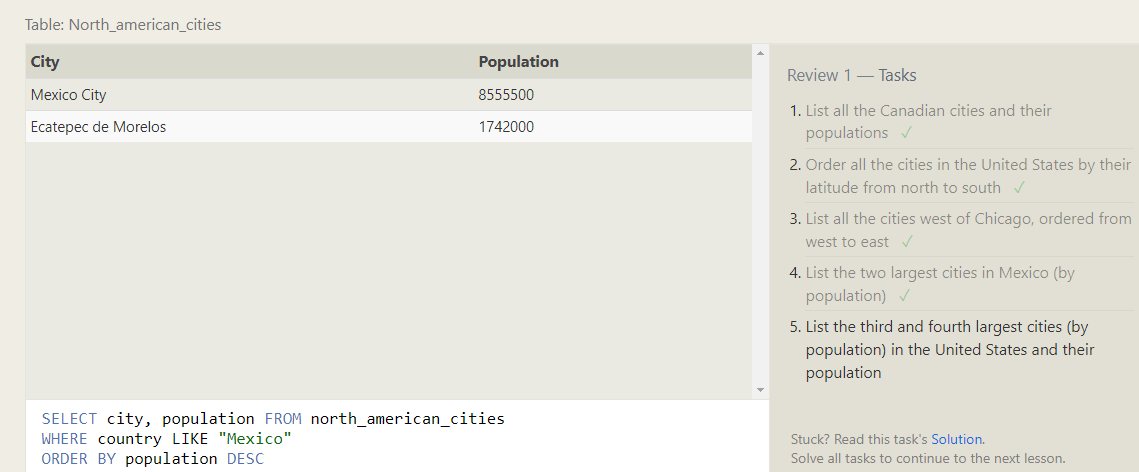 Table: North_american_cities
City Population
Mexico City 8555500
Ecatepec de Morelos 1742000
SELECT city, population FROM north_american_cities
WHERE country LIKE "Mexico"
ORDER BY population DESC
Review 1 — Tasks
1. List all the Canadian cities and their
populations ✓
2. Order all the cities in the United States by their
latitude from north to south ✓
3. List all the cities west of Chicago, ordered from
west to east ✓
4. List the two largest cities in Mexico (by
population) ✓
5. List the third and fourth largest cities (by
population) in the United States and their
population
Stuck? Read this task's Solution.
Solve all tasks to continue to the next lesson.